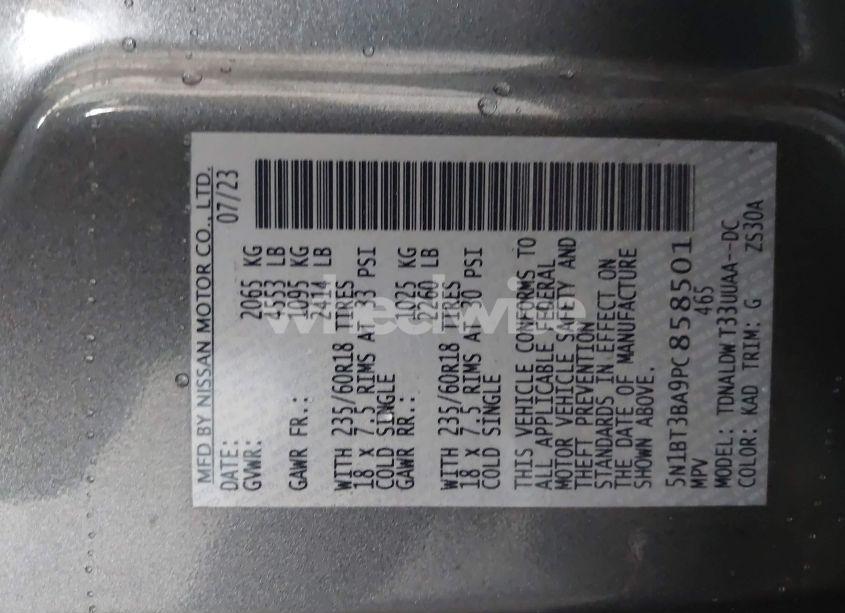 MFD BY NISSAN MOTOR CO., LTD.
DATE: 07/23
GVWR: 2065 KG
4553 LB
GAWR FR.: 1095 KG
2414 LB
WITH 235/60R18 TIRES
18 X 7.5 RIMS AT 33 PSI
COLD SINGLE
GAWR RR.: 1025 KG
2260 LB
WITH 235/60R18 TIRES
18 X 7.5 RIMS AT 30 PSI
COLD SINGLE
THIS VEHICLE CONFORMS TO
ALL APPLICABLE FEDERAL
MOTOR VEHICLE SAFETY AND
THEFT PREVENTION
STANDARDS IN EFFECT ON
THE DATE OF MANUFACTURE
SHOWN ABOVE.
5N1BT3BA9PC858501
MPV 465
MODEL: TDNALDW T33UUAA--DC
COLOR: KAD TRIM: G ZS30A
wheelwire